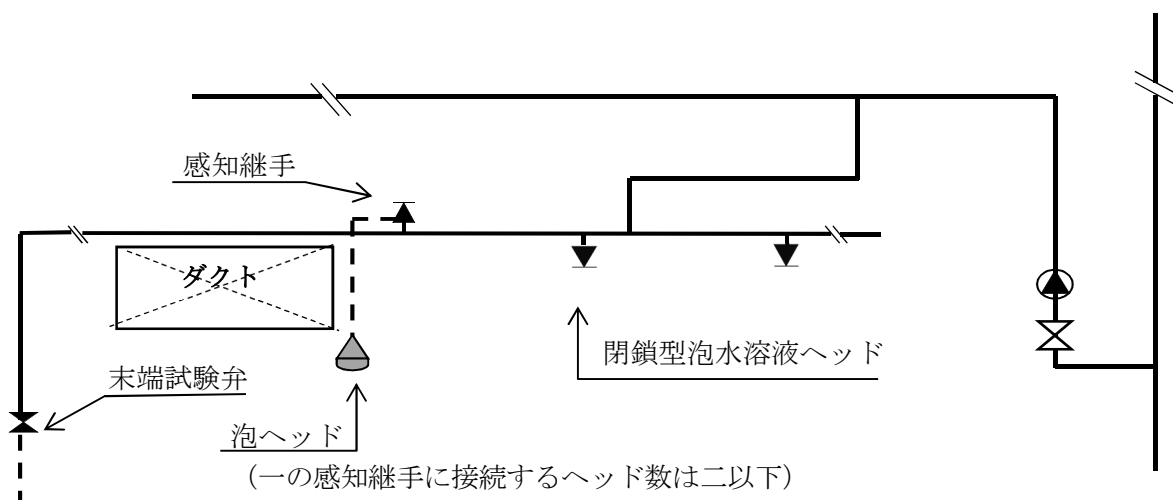 感知継手
ダクト
閉鎖型泡水溶液ヘッド
末端試験弁
泡ヘッド
(一の感知継手に接続するヘッド数は二以下)